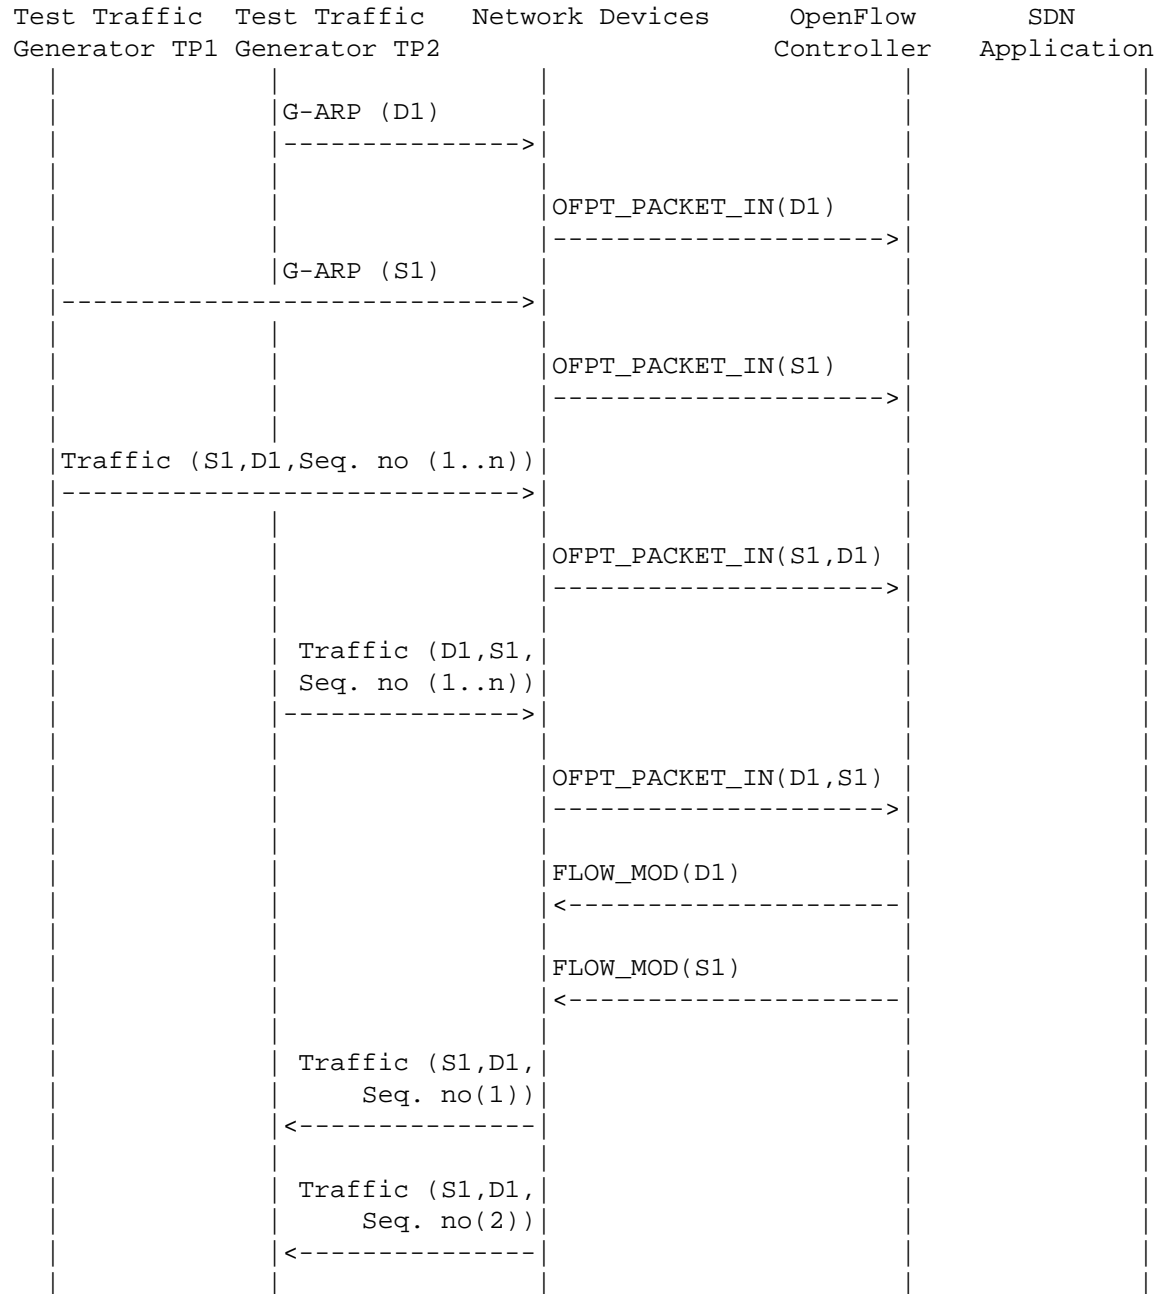 Test Traffic Test Traffic Network Devices OpenFlow SDN
Generator TP1 Generator TP2 Controller Application
G-ARP (D1)
OFPT_PACKET_IN(D1)
G-ARP (S1)
OFPT_PACKET_IN(S1)
Traffic (S1,D1,Seq. no (1..n))
OFPT_PACKET_IN(S1,D1)
Traffic (D1,S1,
Seq. no (1..n))
OFPT_PACKET_IN(D1,S1)
FLOW_MOD(D1)
FLOW_MOD(S1)
Traffic (S1,D1,
Seq. no(1))
Traffic (S1,D1,
Seq. no(2))